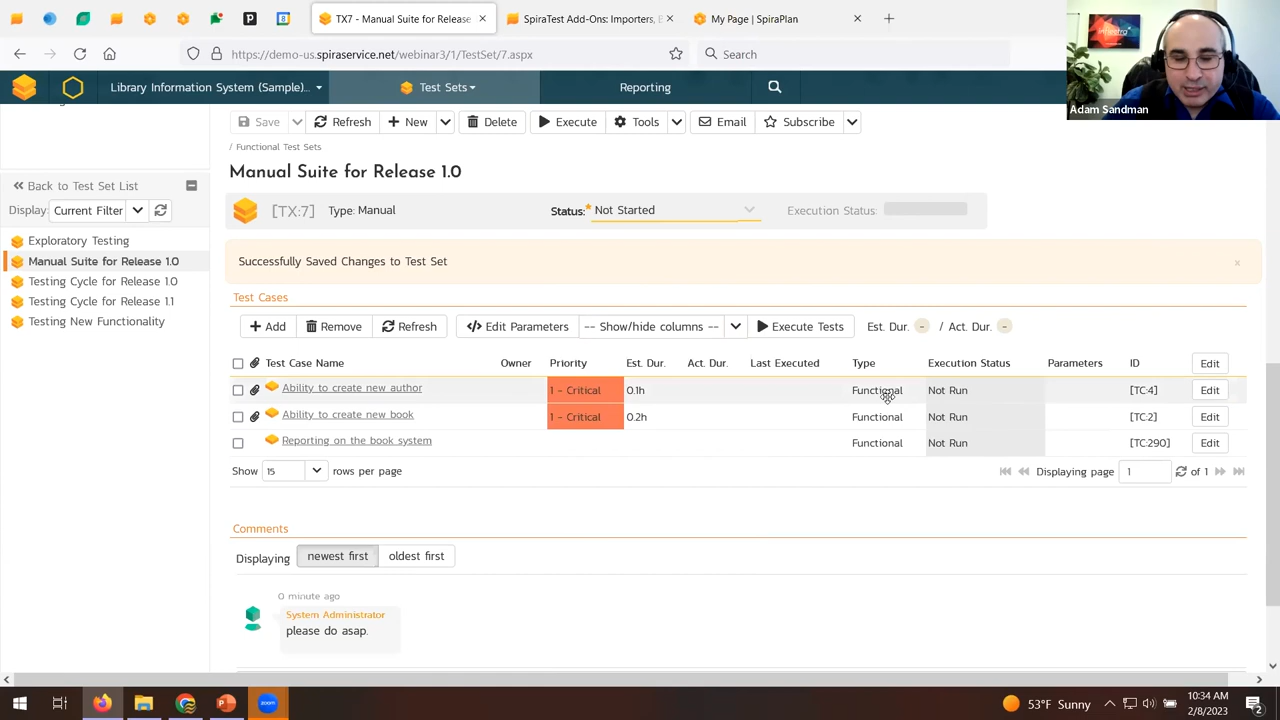 TX7 - Manual Suite for Release
SpiraTest Add-Ons: Importers, E
My Page | SpiraPlan
https://demo-us.spiraservice.net/webinar3/1/TestSet/7.aspx
Search
Library Information System (Sample)...
Test Sets
Reporting
Adam Sandman
Save
Refresh
New
Delete
Execute
Tools
Email
Subscribe
/ Functional Test Sets
Manual Suite for Release 1.0
Back to Test Set List
Display: Current Filter
[TX:7] Type: Manual Status:* Not Started Execution Status:
Exploratory Testing
Manual Suite for Release 1.0
Testing Cycle for Release 1.0
Testing Cycle for Release 1.1
Testing New Functionality
Successfully Saved Changes to Test Set
Test Cases
Add Remove Refresh </> Edit Parameters -- Show/hide columns -- Execute Tests Est. Dur. - / Act. Dur. -
Test Case Name Owner Priority Est. Dur. Act. Dur. Last Executed Type Execution Status Parameters ID Edit
Ability to create new author 1 - Critical 0.1h Functional Not Run [TC:4] Edit
Ability to create new book 1 - Critical 0.2h Functional Not Run [TC:2] Edit
Reporting on the book system Functional Not Run [TC:290] Edit
Show 15 rows per page Displaying page 1 of 1
Comments
Displaying newest first oldest first
0 minute ago
System Administrator
please do asap.
53°F Sunny
10:34 AM
2/8/2023
2